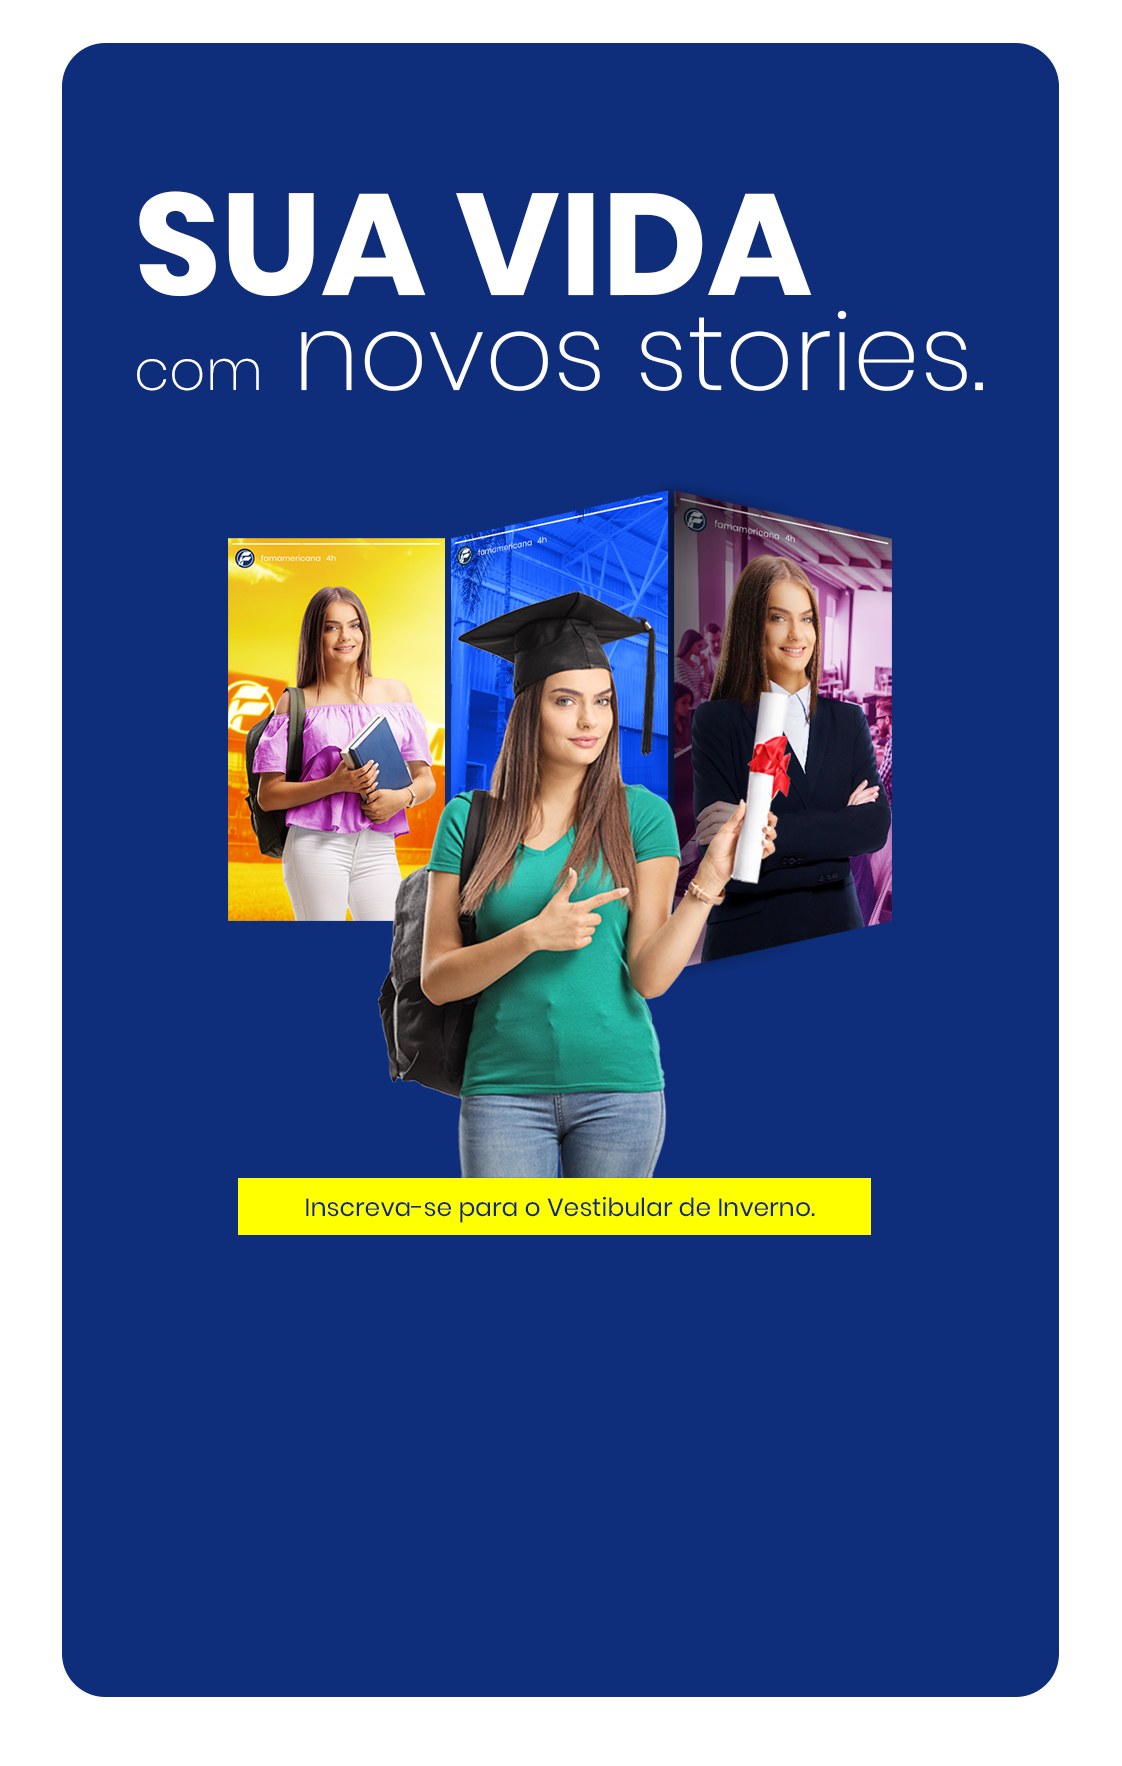 SUA VIDA
com novos stories.
famamericana 4h
famamericana 4h
famamericana 4h
Inscreva-se para o Vestibular de Inverno.